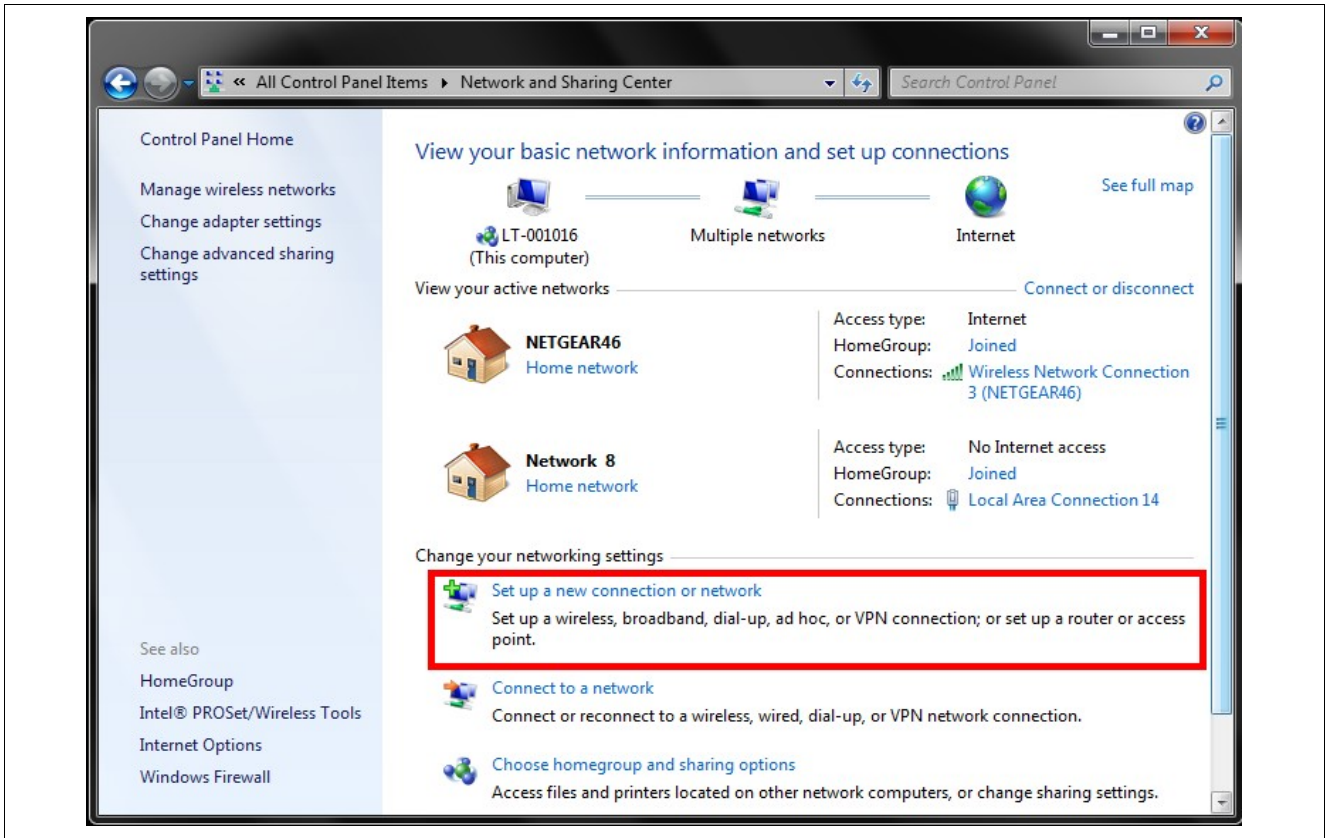 « All Control Panel Items ▸ Network and Sharing Center
Search Control Panel
Control Panel Home
Manage wireless networks
Change adapter settings
Change advanced sharing
settings
See also
HomeGroup
Intel® PROSet/Wireless Tools
Internet Options
Windows Firewall
View your basic network information and set up connections
See full map
LT-001016
(This computer)
Multiple networks
Internet
View your active networks
Connect or disconnect
NETGEAR46
Home network
Access type: Internet
HomeGroup: Joined
Connections: Wireless Network Connection
3 (NETGEAR46)
Network 8
Home network
Access type: No Internet access
HomeGroup: Joined
Connections: Local Area Connection 14
Change your networking settings
Set up a new connection or network
Set up a wireless, broadband, dial-up, ad hoc, or VPN connection; or set up a router or access
point.
Connect to a network
Connect or reconnect to a wireless, wired, dial-up, or VPN network connection.
Choose homegroup and sharing options
Access files and printers located on other network computers, or change sharing settings.